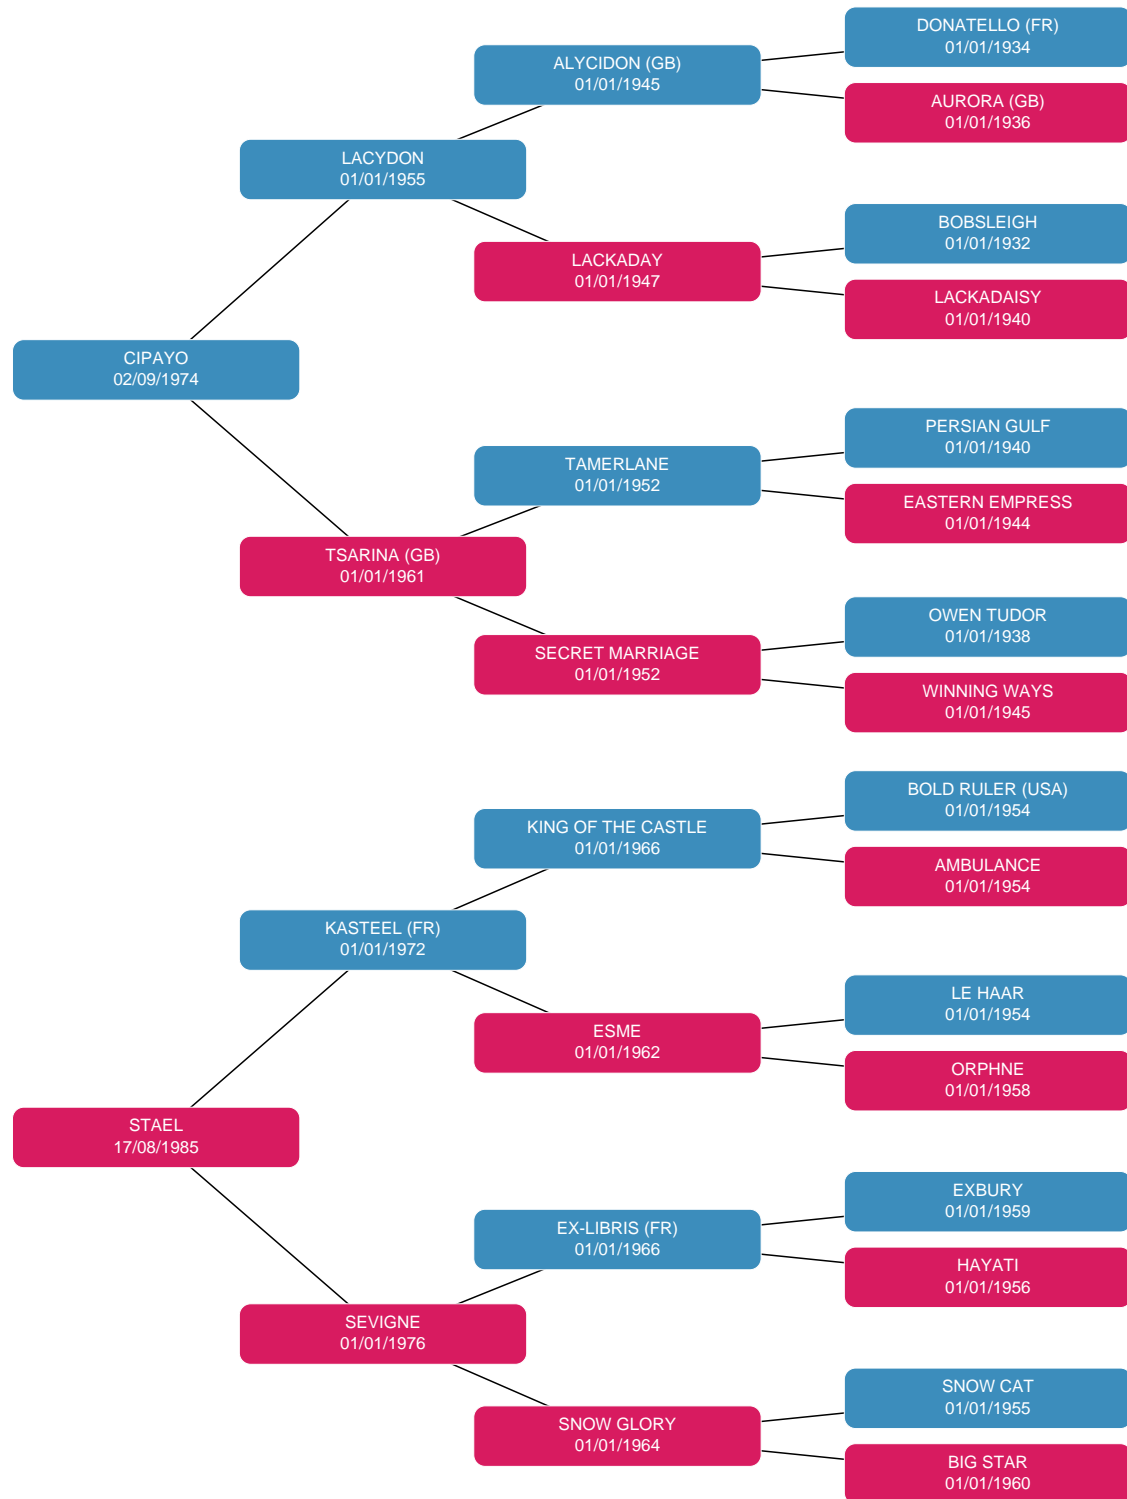 DONATELLO (FR)
01/01/1934
ALYCIDON (GB)
01/01/1945
AURORA (GB)
01/01/1936
LACYDON
01/01/1955
BOBSLEIGH
01/01/1932
LACKADAY
01/01/1947
LACKADAISY
01/01/1940
CIPAYO
02/09/1974
PERSIAN GULF
01/01/1940
TAMERLANE
01/01/1952
EASTERN EMPRESS
01/01/1944
TSARINA (GB)
01/01/1961
OWEN TUDOR
01/01/1938
SECRET MARRIAGE
01/01/1952
WINNING WAYS
01/01/1945
BOLD RULER (USA)
01/01/1954
KING OF THE CASTLE
01/01/1966
AMBULANCE
01/01/1954
KASTEEL (FR)
01/01/1972
LE HAAR
01/01/1954
ESME
01/01/1962
ORPHNE
01/01/1958
STAEL
17/08/1985
EXBURY
01/01/1959
EX-LIBRIS (FR)
01/01/1966
HAYATI
01/01/1956
SEVIGNE
01/01/1976
SNOW CAT
01/01/1955
SNOW GLORY
01/01/1964
BIG STAR
01/01/1960